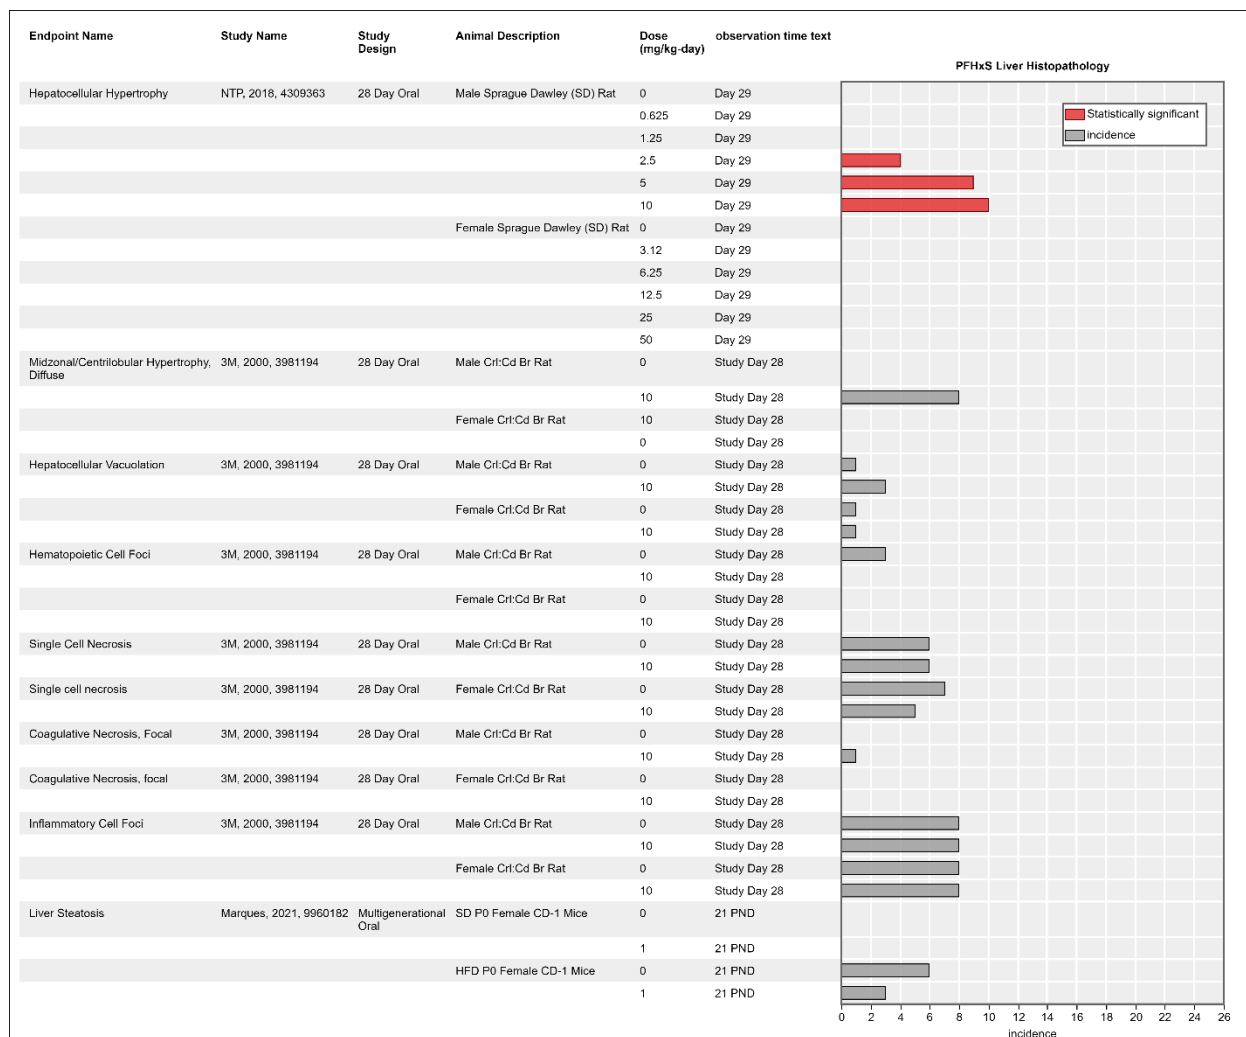 Endpoint Name Study Name Study Design Animal Description Dose (mg/kg-day) observation time text
PFHxS Liver Histopathology
Hepatocellular Hypertrophy NTP, 2018, 4309363 28 Day Oral Male Sprague Dawley (SD) Rat 0 Day 29
0.625 Day 29
1.25 Day 29
2.5 Day 29
5 Day 29
10 Day 29
Female Sprague Dawley (SD) Rat 0 Day 29
3.12 Day 29
6.25 Day 29
12.5 Day 29
25 Day 29
50 Day 29
Midzonal/Centrilobular Hypertrophy, Diffuse 3M, 2000, 3981194 28 Day Oral Male Crl:Cd Br Rat 0 Study Day 28
10 Study Day 28
Female Crl:Cd Br Rat 10 Study Day 28
0 Study Day 28
Hepatocellular Vacuolation 3M, 2000, 3981194 28 Day Oral Male Crl:Cd Br Rat 0 Study Day 28
10 Study Day 28
Female Crl:Cd Br Rat 0 Study Day 28
10 Study Day 28
Hematopoietic Cell Foci 3M, 2000, 3981194 28 Day Oral Male Crl:Cd Br Rat 0 Study Day 28
10 Study Day 28
Female Crl:Cd Br Rat 0 Study Day 28
10 Study Day 28
Single Cell Necrosis 3M, 2000, 3981194 28 Day Oral Male Crl:Cd Br Rat 0 Study Day 28
10 Study Day 28
Single cell necrosis 3M, 2000, 3981194 28 Day Oral Female Crl:Cd Br Rat 0 Study Day 28
10 Study Day 28
Coagulative Necrosis, Focal 3M, 2000, 3981194 28 Day Oral Male Crl:Cd Br Rat 0 Study Day 28
10 Study Day 28
Coagulative Necrosis, focal 3M, 2000, 3981194 28 Day Oral Female Crl:Cd Br Rat 0 Study Day 28
10 Study Day 28
Inflammatory Cell Foci 3M, 2000, 3981194 28 Day Oral Male Crl:Cd Br Rat 0 Study Day 28
10 Study Day 28
Female Crl:Cd Br Rat 0 Study Day 28
10 Study Day 28
Liver Steatosis Marques, 2021, 9960182 Multigenerational Oral SD P0 Female CD-1 Mice 0 21 PND
1 21 PND
HFD P0 Female CD-1 Mice 0 21 PND
1 21 PND
Statistically significant
incidence
0 2 4 6 8 10 12 14 16 18 20 22 24 26
incidence